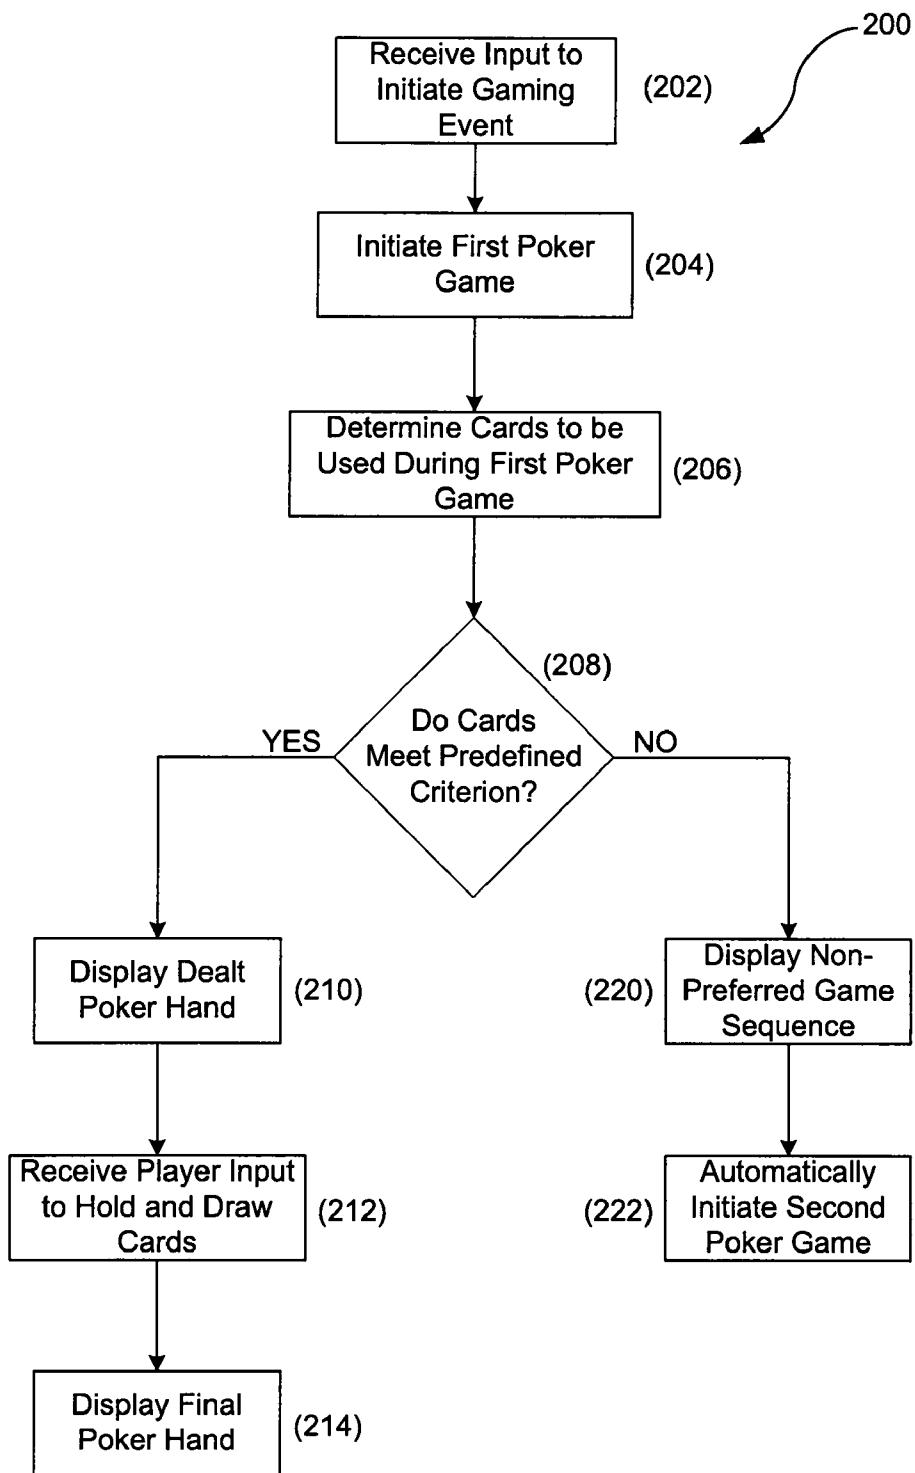 200
Receive Input to
Initiate Gaming
Event
(202)
Initiate First Poker
Game
(204)
Determine Cards to be
Used During First Poker
Game
(206)
(208)
Do Cards
Meet Predefined
Criterion?
YES
NO
Display Dealt
Poker Hand
(210)
(220)
Display Non-
Preferred Game
Sequence
Receive Player Input
to Hold and Draw
Cards
(212)
(222)
Automatically
Initiate Second
Poker Game
Display Final
Poker Hand
(214)